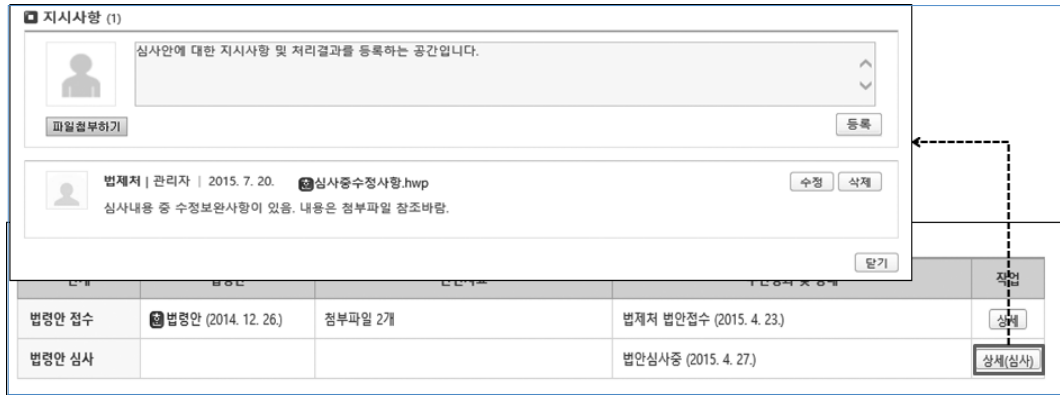 지시사항 (1)
심사안에 대한 지시사항 및 처리결과를 등록하는 공간입니다.
파일첨부하기
등록
법제처 | 관리자 | 2015. 7. 20. 심사중수정사항.hwp
수정 삭제
심사내용 중 수정보완사항이 있음. 내용은 첨부파일 참조바람.
닫기
작업
법령안 접수 법령안 (2014. 12. 26.) 첨부파일 2개 법제처 법안접수 (2015. 4. 23.) 상세
법령안 심사 법안심사중 (2015. 4. 27.) 상세(심사)